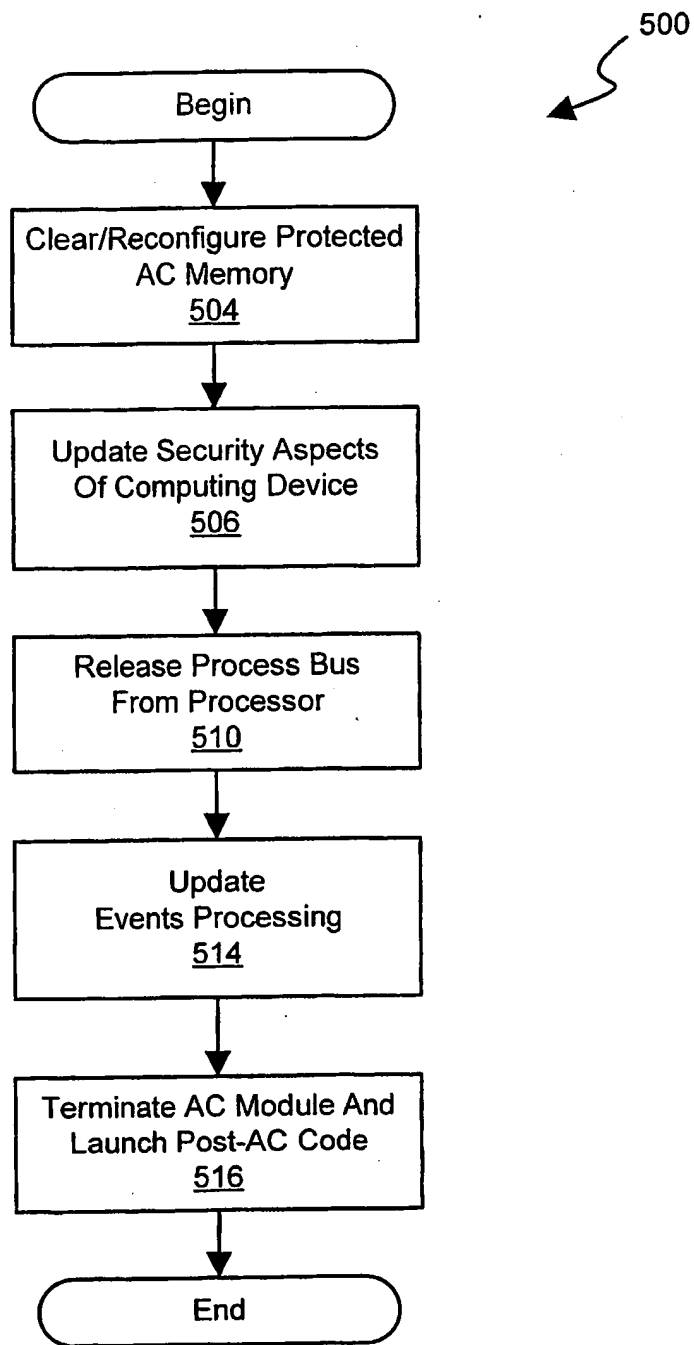 500
Begin
Clear/Reconfigure Protected
AC Memory
504
Update Security Aspects
Of Computing Device
506
Release Process Bus
From Processor
510
Update
Events Processing
514
Terminate AC Module And
Launch Post-AC Code
516
End